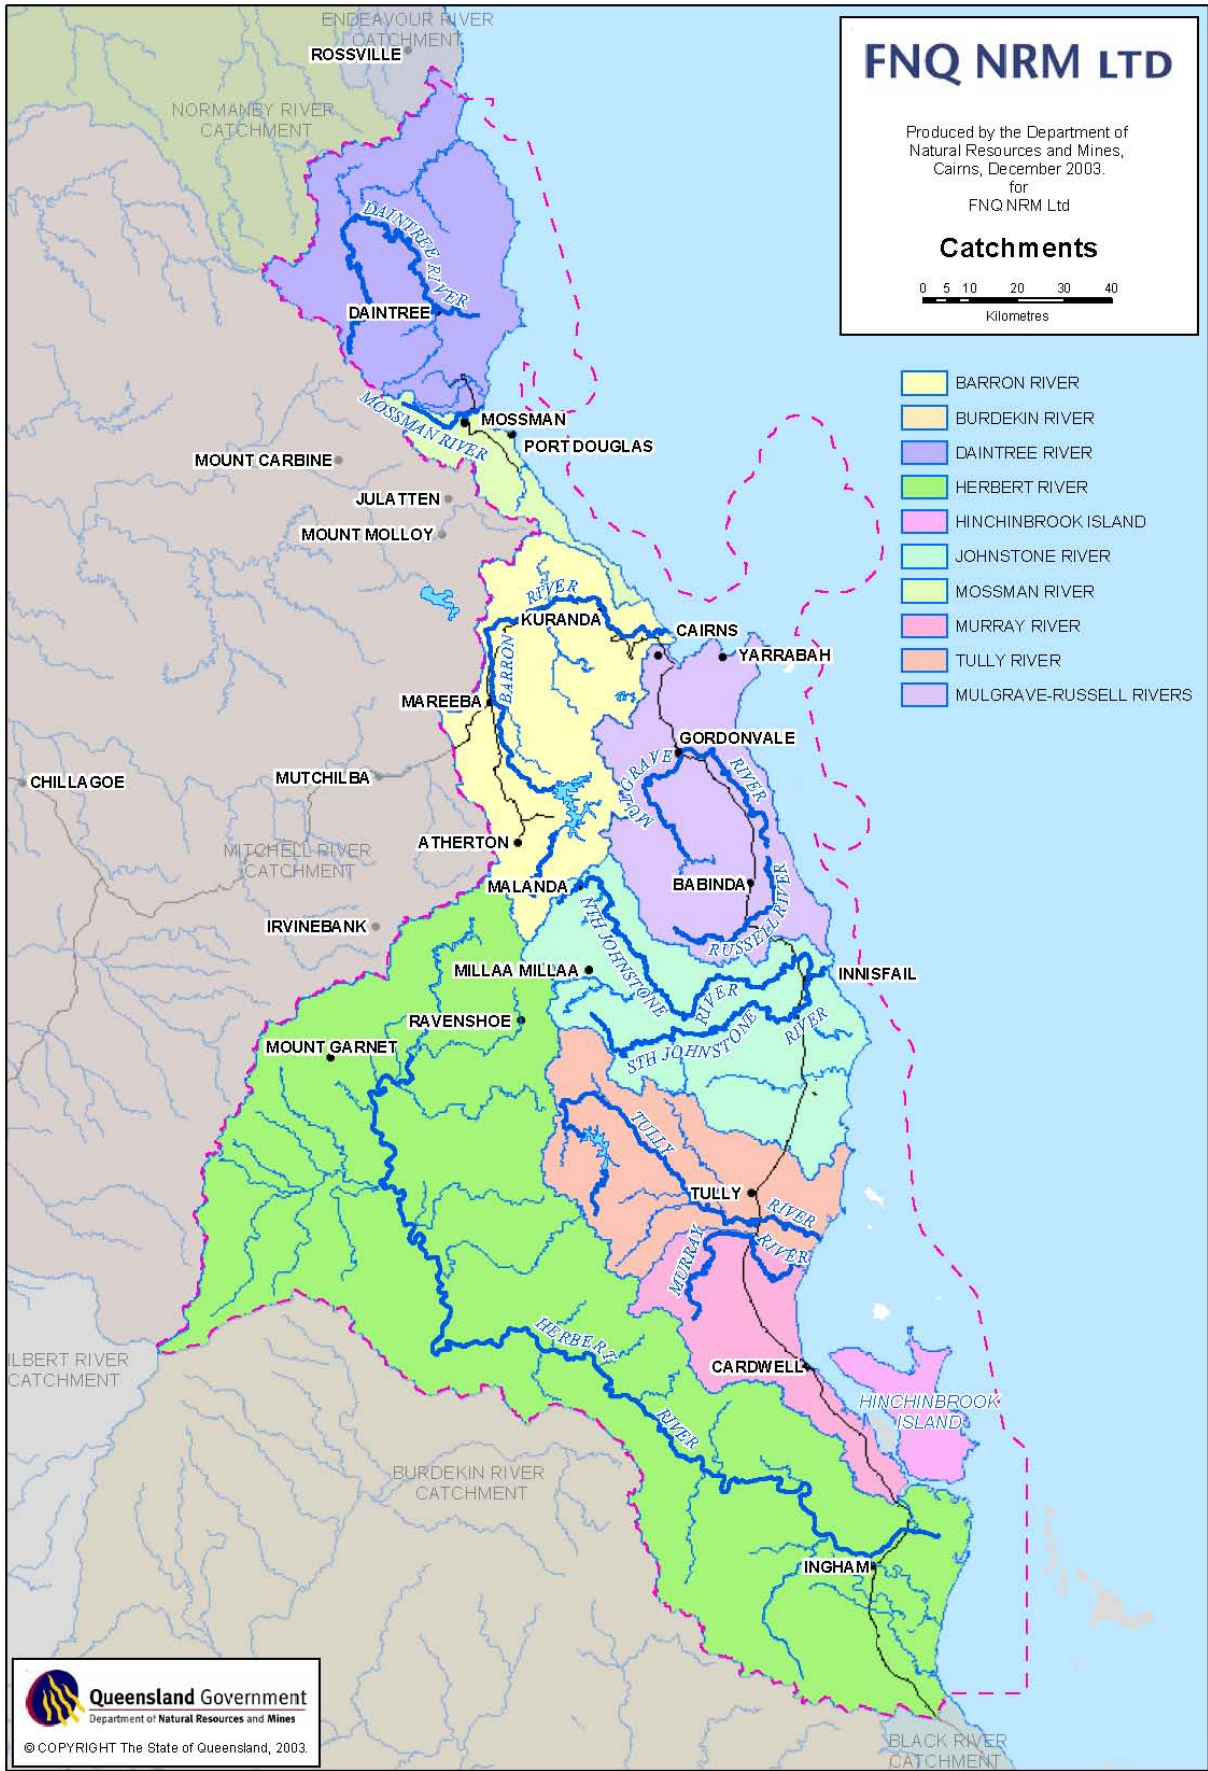 ENDEAVOUR RIVER
CATCHMENT
ROSSVILLE
NORMANBY RIVER
CATCHMENT
FNQ NRM LTD
Produced by the Department of
Natural Resources and Mines,
Cairns, December 2003.
for
FNQ NRM Ltd
Catchments
0 5 10 20 30 40
Kilometres
DAINTREE RIVER
DAINTREE
MOSSMAN RIVER
MOSSMAN
PORT DOUGLAS
MOUNT CARBINE
JULATTEN
MOUNT MOLLOY
BARRON RIVER
BURDEKIN RIVER
DAINTREE RIVER
HERBERT RIVER
HINCHINBROOK ISLAND
JOHNSTONE RIVER
MOSSMAN RIVER
MURRAY RIVER
TULLY RIVER
MULGRAVE-RUSSELL RIVERS
RIVER
KURANDA
BARRON
CAIRNS
YARRABAH
MAREEBA
GORDONVALE
MULGRAVE
RIVER
CHILLAGOE
MUTCHILBA
ATHERTON
MITCHELL RIVER
CATCHMENT
MALANDA
BABINDA
RUSSELL RIVER
IRVINEBANK
NTH JOHNSTONE
RIVER
MILLAA MILLAA
INNISFAIL
RAVENSHOE
STH JOHNSTONE
RIVER
MOUNT GARNET
TULLY
TULLY
RIVER
MURRAY
RIVER
HERBERT
RIVER
ILBERT RIVER
CATCHMENT
CARDWELL
HINCHINBROOK
ISLAND
BURDEKIN RIVER
CATCHMENT
INGHAM
Queensland Government
Department of Natural Resources and Mines
© COPYRIGHT The State of Queensland, 2003.
BLACK RIVER
CATCHMENT